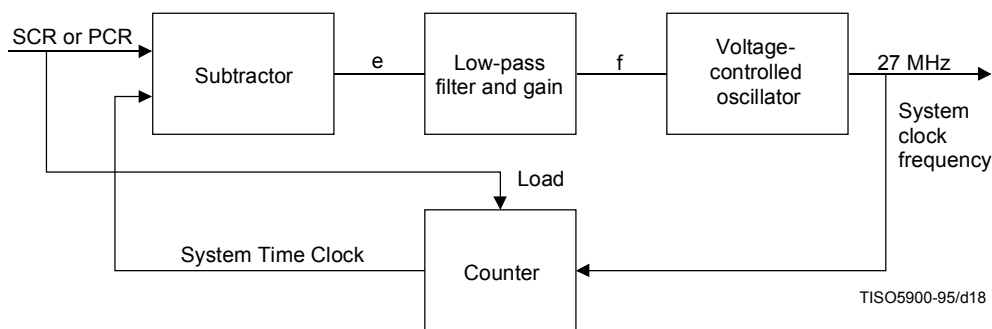 SCR or PCR
Subtractor
e
Low-pass
filter and gain
f
Voltage-
controlled
oscillator
27 MHz
System
clock
frequency
Load
System Time Clock
Counter
TISO5900-95/d18